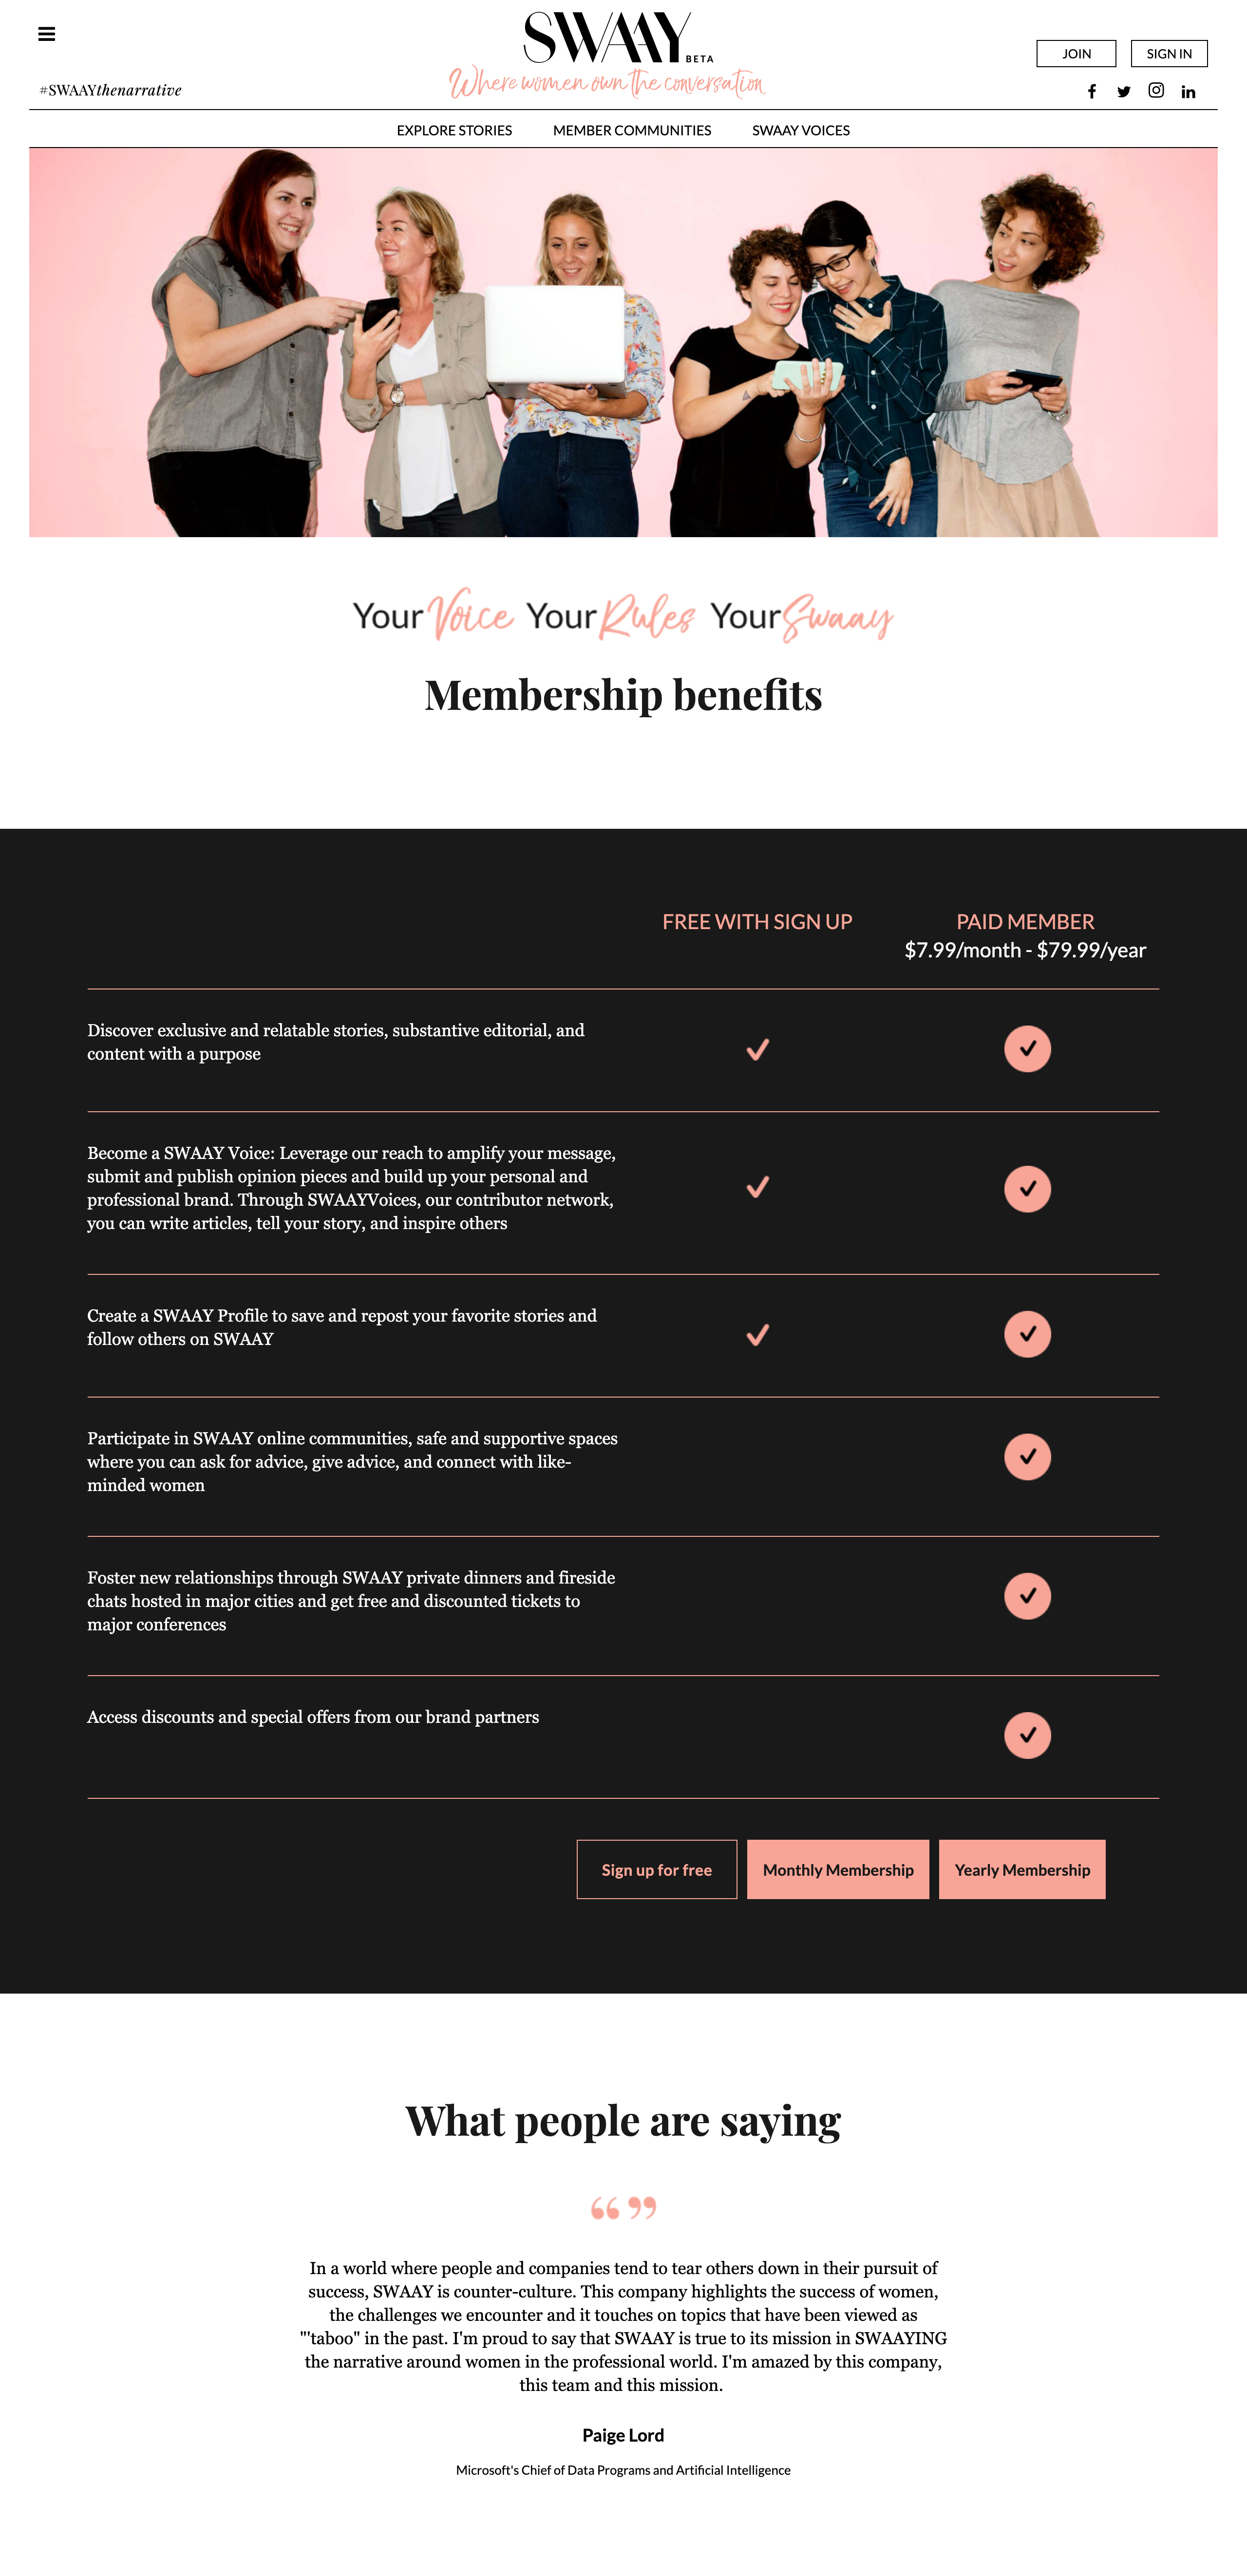 SWAAY BETA
JOIN
SIGN IN
Where women own the conversation
#SWAAYthenarrative
EXPLORE STORIES
MEMBER COMMUNITIES
SWAAY VOICES
Your Voice Your Rules Your Swaay
Membership benefits
FREE WITH SIGN UP
PAID MEMBER
$7.99/month - $79.99/year
Discover exclusive and relatable stories, substantive editorial, and
content with a purpose
Become a SWAAY Voice: Leverage our reach to amplify your message,
submit and publish opinion pieces and build up your personal and
professional brand. Through SWAAYVoices, our contributor network,
you can write articles, tell your story, and inspire others
Create a SWAAY Profile to save and repost your favorite stories and
follow others on SWAAY
Participate in SWAAY online communities, safe and supportive spaces
where you can ask for advice, give advice, and connect with like-
minded women
Foster new relationships through SWAAY private dinners and fireside
chats hosted in major cities and get free and discounted tickets to
major conferences
Access discounts and special offers from our brand partners
Sign up for free
Monthly Membership
Yearly Membership
What people are saying
“ ”
In a world where people and companies tend to tear others down in their pursuit of
success, SWAAY is counter-culture. This company highlights the success of women,
the challenges we encounter and it touches on topics that have been viewed as
"'taboo" in the past. I'm proud to say that SWAAY is true to its mission in SWAAYING
the narrative around women in the professional world. I'm amazed by this company,
this team and this mission.
Paige Lord
Microsoft's Chief of Data Programs and Artificial Intelligence